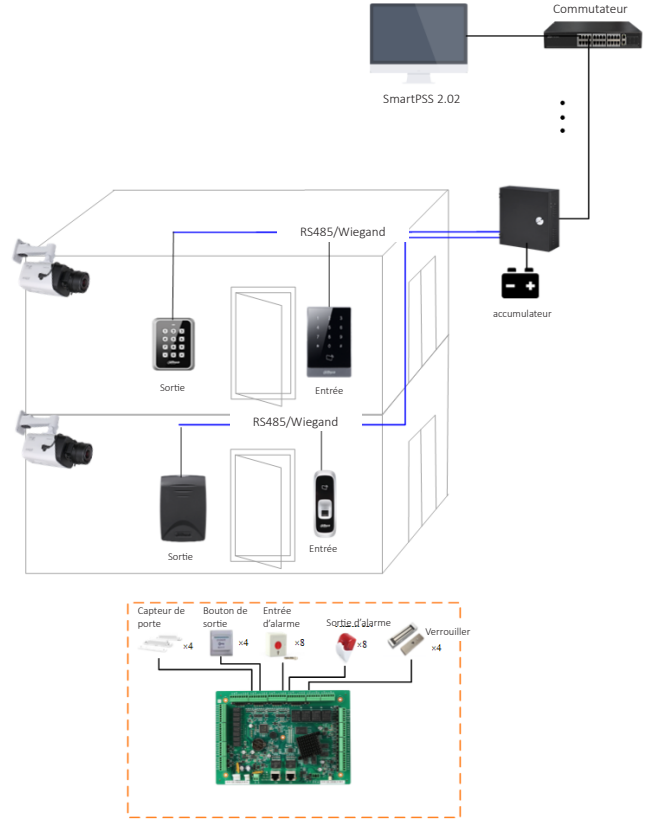 Commutateur
SmartPSS 2.02
RS485/Wiegand
accumulateur
Sortie
Entrée
RS485/Wiegand
Sortie
Entrée
Capteur de
porte
×4
Bouton de
sortie
×4
Entrée
d'alarme
×8
Sortie d'alarme
×8
Verrouiller
×4